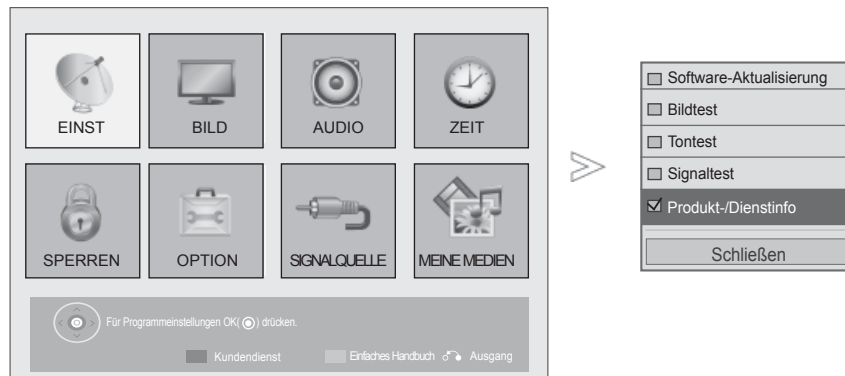 EINST BILD AUDIO ZEIT
SPERREN OPTION SIGNALQUELLE MEINE MEDIEN
Für Programmeinstellungen OK( ) drücken.
Kundendienst Einfaches Handbuch Ausgang
Software-Aktualisierung
Bildtest
Tontest
Signaltest
Produkt-/Dienstinfo
Schließen